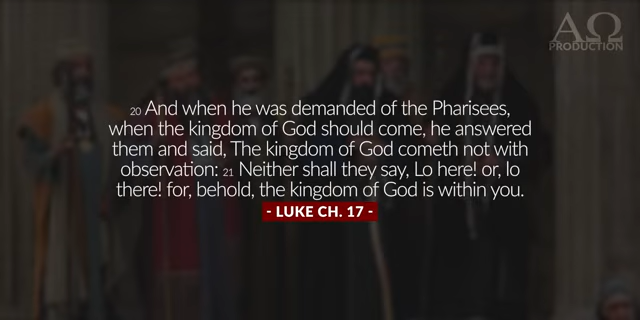 ΑΩ
PRODUCTION
20 And when he was demanded of the Pharisees,
when the kingdom of God should come, he answered
them and said, The kingdom of God cometh not with
observation: 21 Neither shall they say, Lo here! or, lo
there! for, behold, the kingdom of God is within you.
- LUKE CH. 17 -